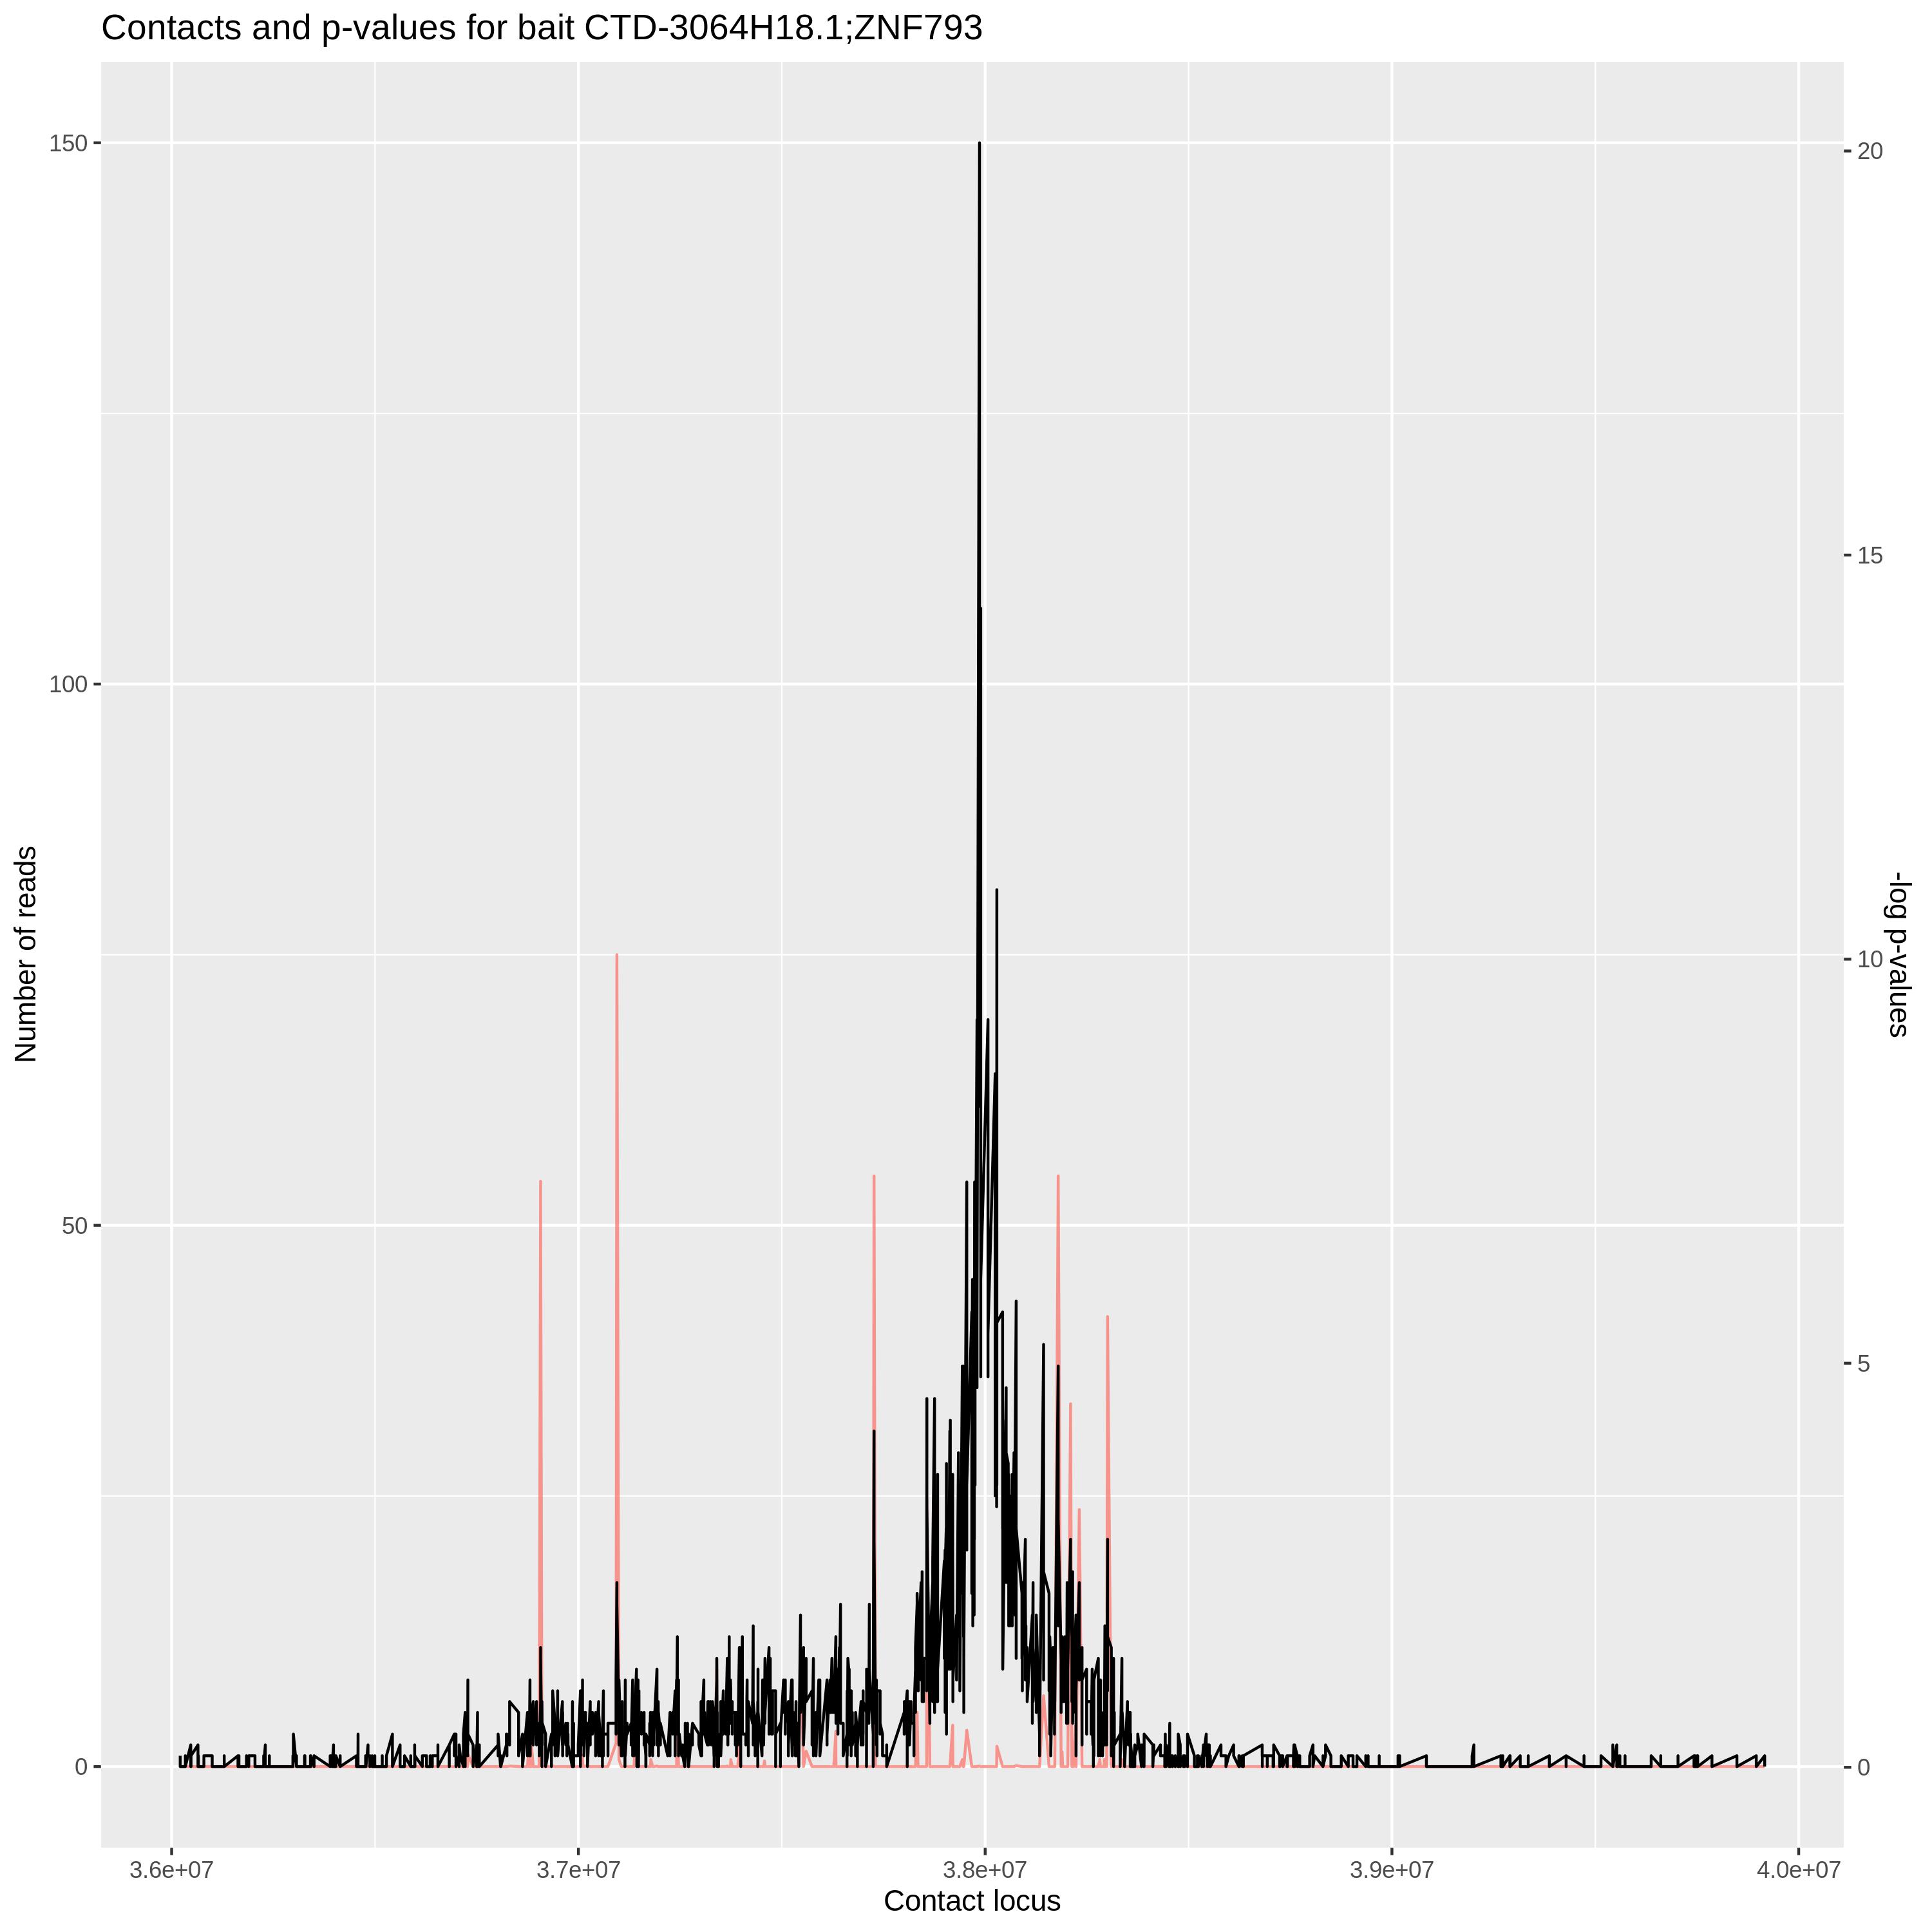 Contacts and p-values for bait CTD-3064H18.1;ZNF793
150
100
50
0
Number of reads
20
15
10
5
0
-log p-values
3.6e+07
3.7e+07
3.8e+07
3.9e+07
4.0e+07
Contact locus